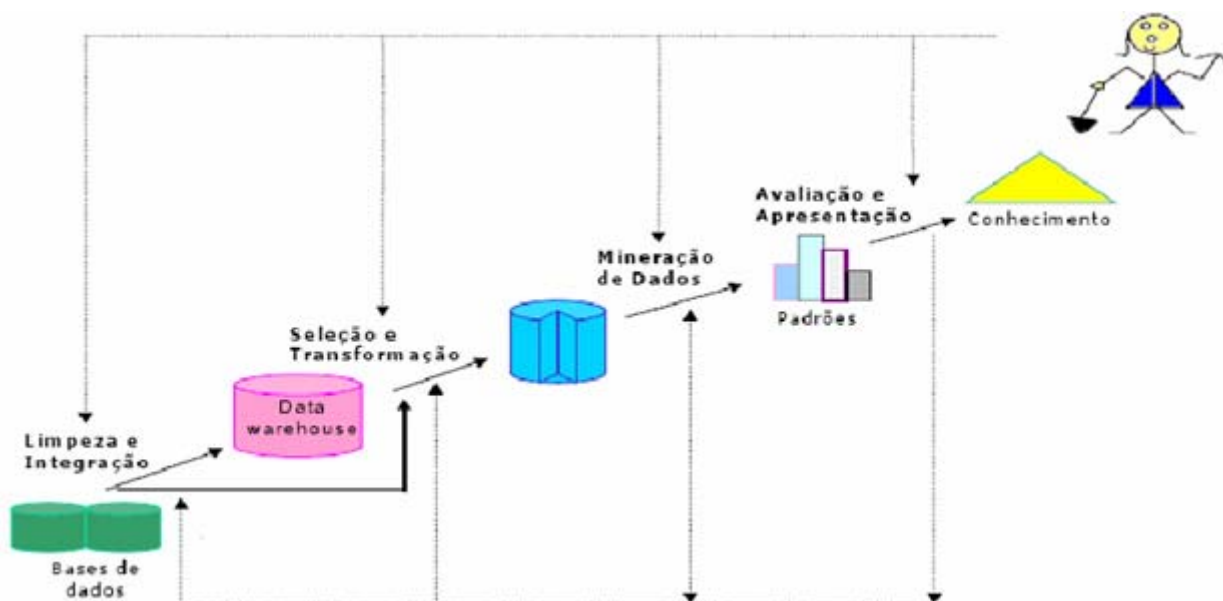 Avaliação e
Apresentação
Conhecimento
Mineração
de Dados
Padrões
Seleção e
Transformação
Data
warehouse
Limpeza e
Integração
Bases de
dados